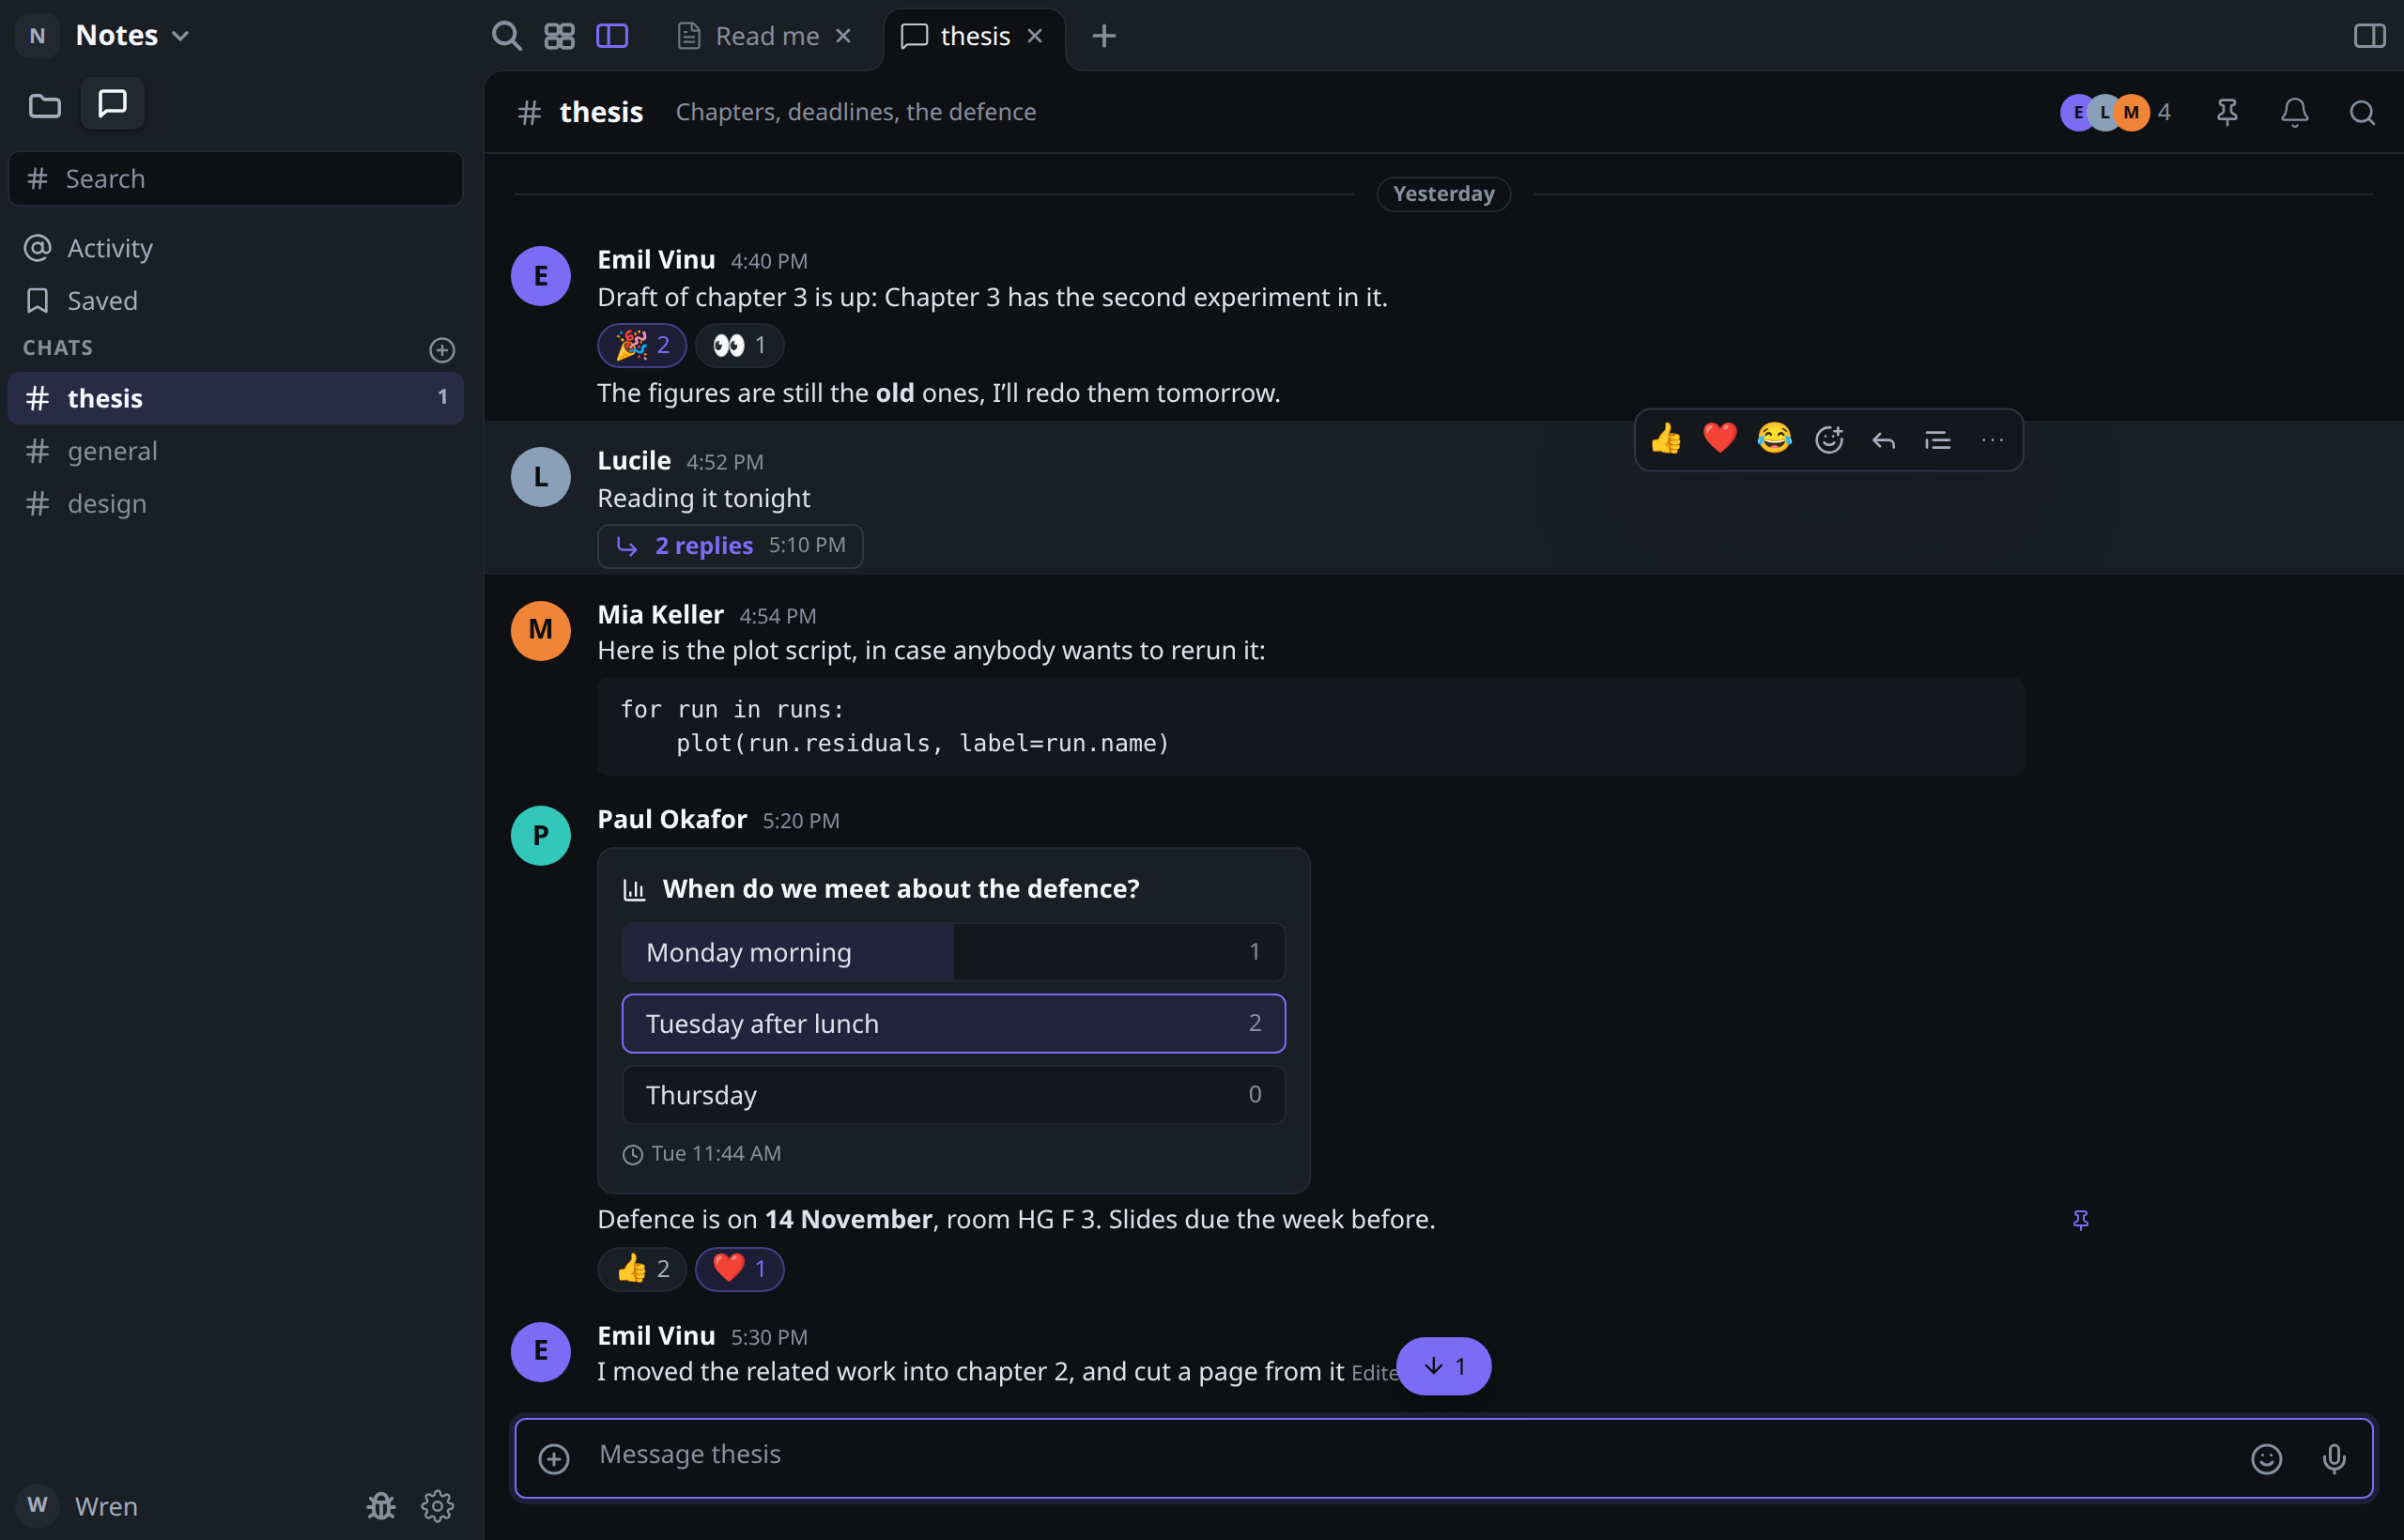 N Notes
Read me
thesis
Search
Activity
Saved
CHATS
thesis 1
general
design
W Wren
thesis Chapters, deadlines, the defence
E L M 4
Yesterday
E
Emil Vinu 4:40 PM
Draft of chapter 3 is up: Chapter 3 has the second experiment in it.
2 1
The figures are still the old ones, I’ll redo them tomorrow.
L
Lucile 4:52 PM
Reading it tonight
2 replies 5:10 PM
M
Mia Keller 4:54 PM
Here is the plot script, in case anybody wants to rerun it:
for run in runs:
    plot(run.residuals, label=run.name)
P
Paul Okafor 5:20 PM
When do we meet about the defence?
Monday morning 1
Tuesday after lunch 2
Thursday 0
Tue 11:44 AM
Defence is on 14 November, room HG F 3. Slides due the week before.
2 1
E
Emil Vinu 5:30 PM
I moved the related work into chapter 2, and cut a page from it
1
Message thesis